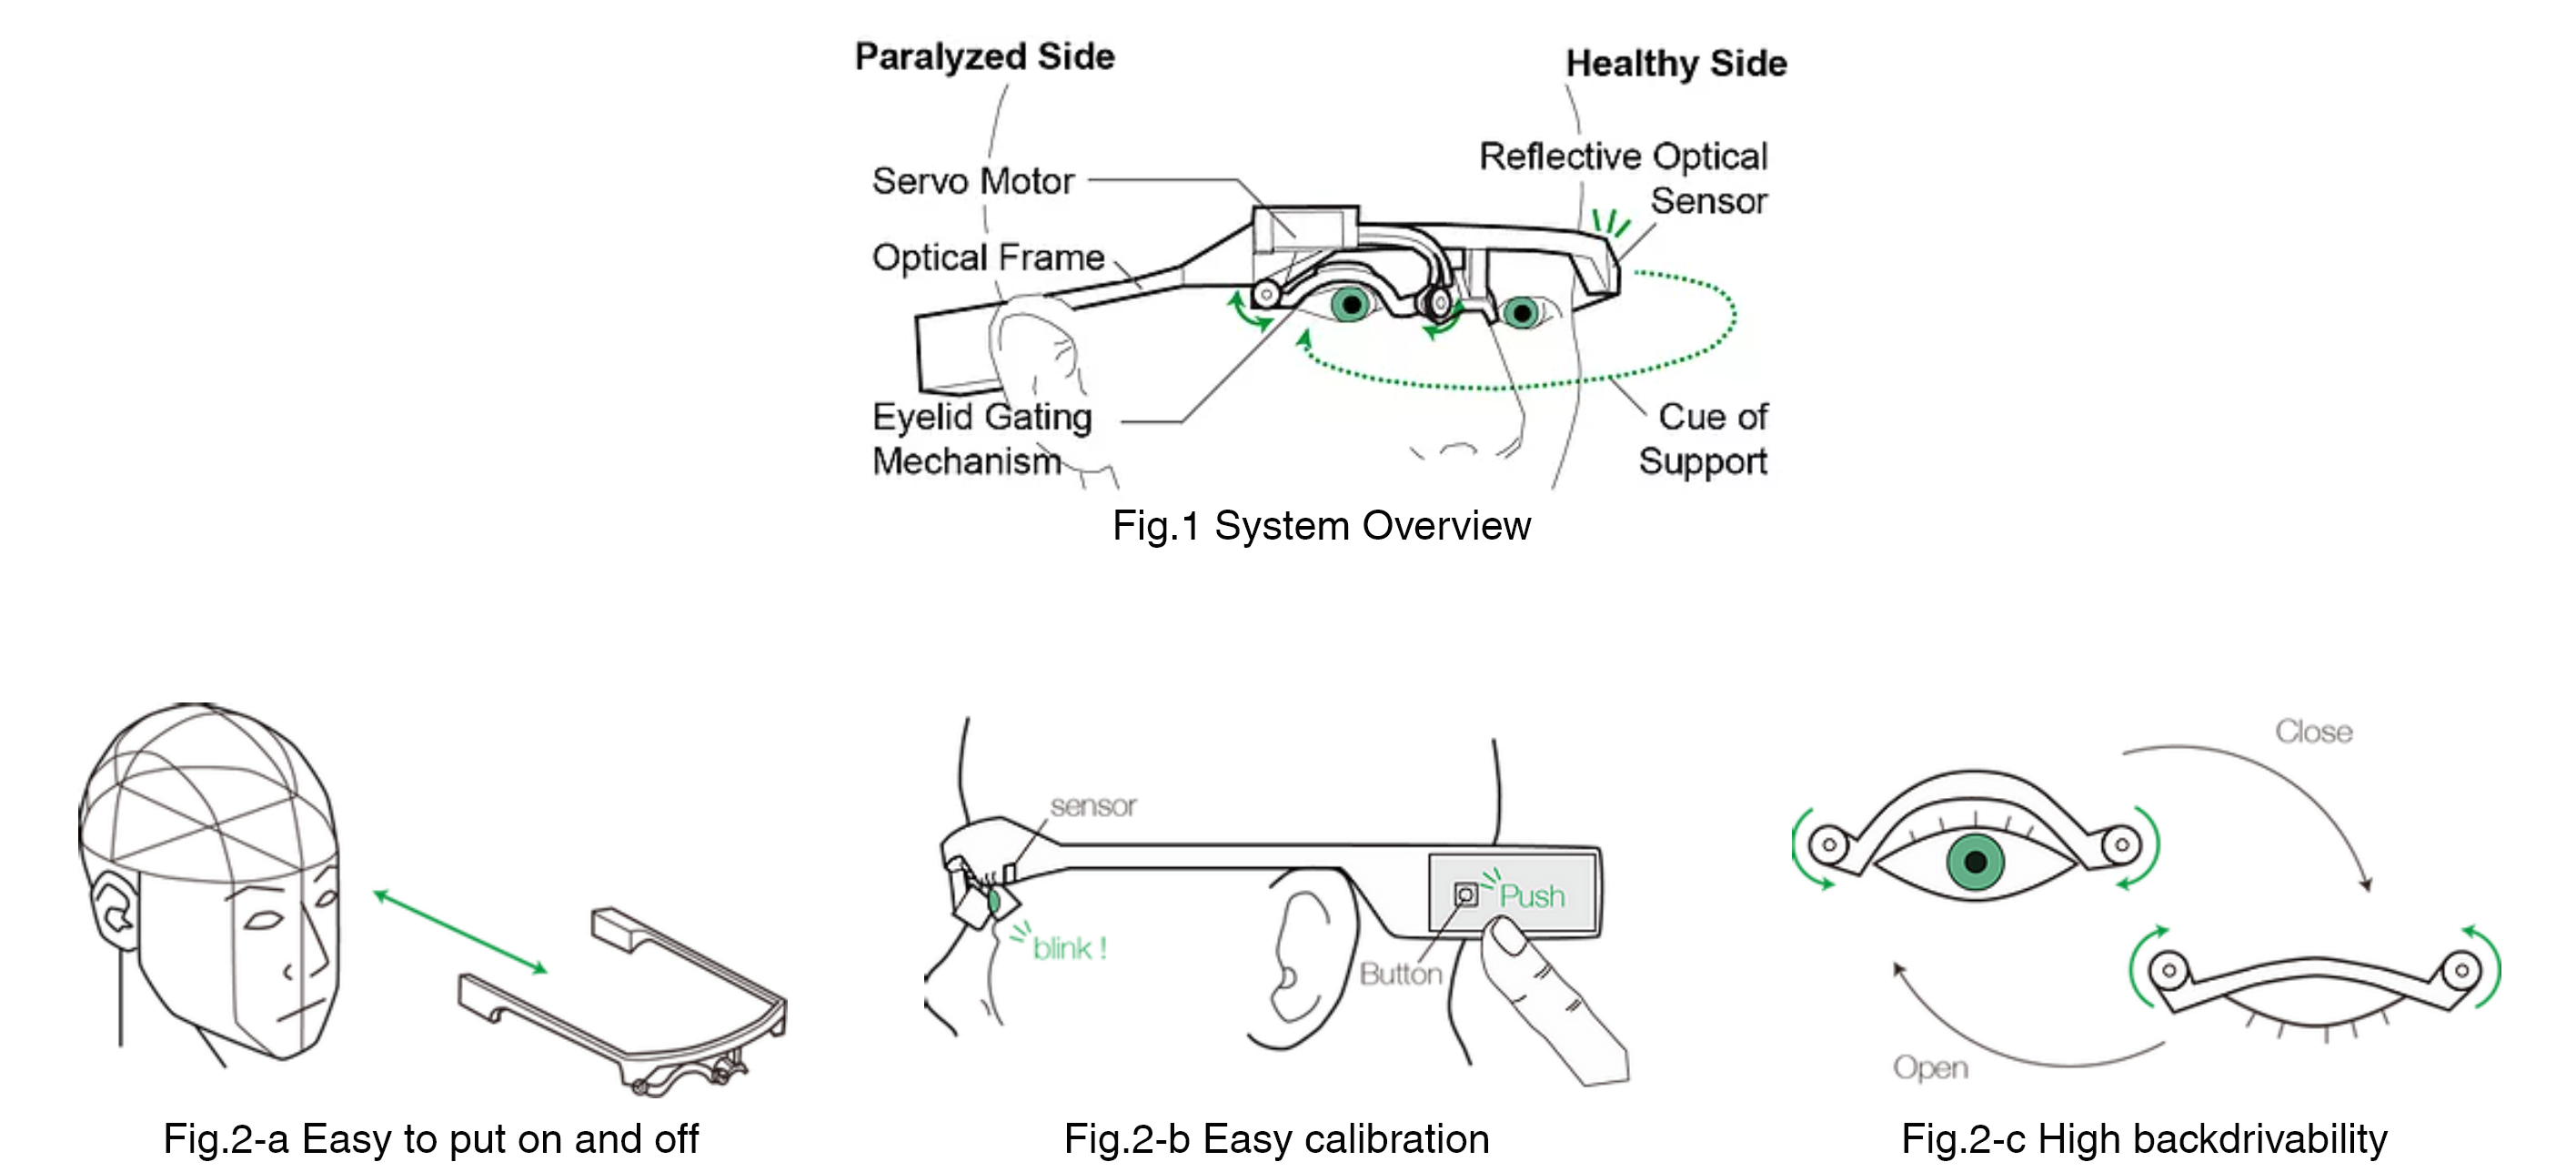 Paralyzed Side
Healthy Side
Reflective Optical
Sensor
Servo Motor
Optical Frame
Eyelid Gating
Mechanism
Cue of
Support
Fig.1 System Overview
Close
sensor
Push
blink !
Button
Open
Fig.2-a Easy to put on and off
Fig.2-b Easy calibration
Fig.2-c High backdrivability